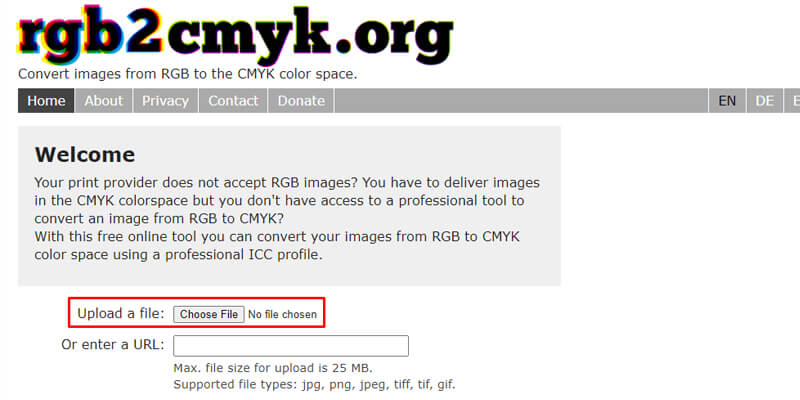 rgb2cmyk.org
Convert images from RGB to the CMYK color space.
Home About Privacy Contact Donate EN DE
Welcome
Your print provider does not accept RGB images? You have to deliver images
in the CMYK colorspace but you don't have access to a professional tool to
convert an image from RGB to CMYK?
With this free online tool you can convert your images from RGB to CMYK
color space using a professional ICC profile.
Upload a file: Choose File No file chosen
Or enter a URL:
Max. file size for upload is 25 MB.
Supported file types: jpg, png, jpeg, tiff, tif, gif.